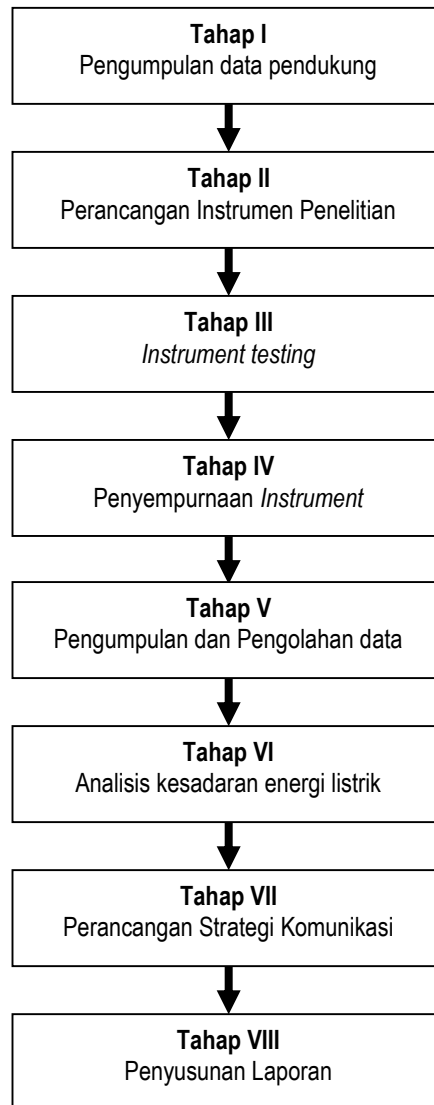 Tahap I
Pengumpulan data pendukung
Tahap II
Perancangan Instrumen Penelitian
Tahap III
Instrument testing
Tahap IV
Penyempurnaan Instrument
Tahap V
Pengumpulan dan Pengolahan data
Tahap VI
Analisis kesadaran energi listrik
Tahap VII
Perancangan Strategi Komunikasi
Tahap VIII
Penyusunan Laporan